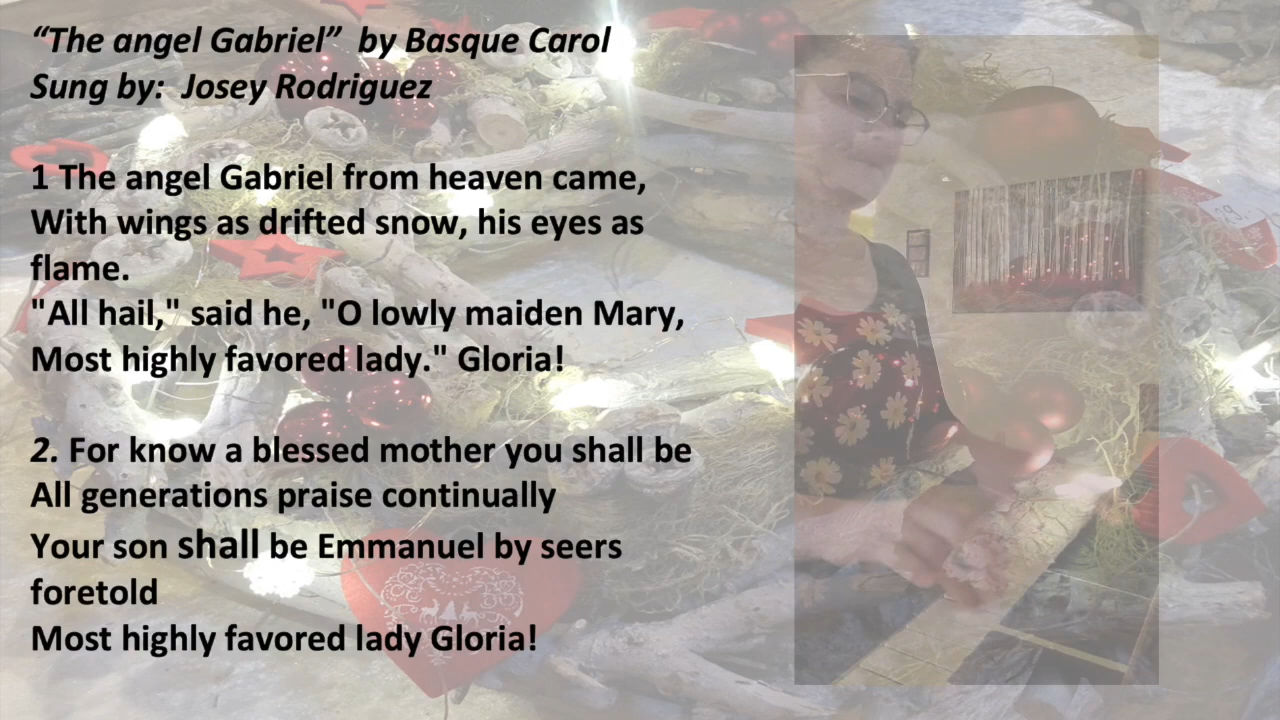 “The angel Gabriel” by Basque Carol
Sung by: Josey Rodriguez
1 The angel Gabriel from heaven came,
With wings as drifted snow, his eyes as
flame.
"All hail," said he, "O lowly maiden Mary,
Most highly favored lady." Gloria!
2. For know a blessed mother you shall be
All generations praise continually
Your son shall be Emmanuel by seers
foretold
Most highly favored lady Gloria!